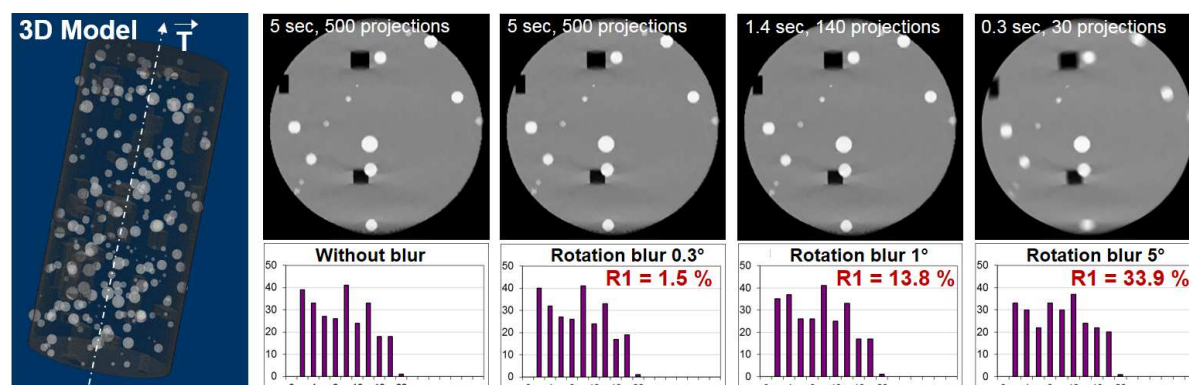 3D Model
T
5 sec, 500 projections
5 sec, 500 projections
1.4 sec, 140 projections
0.3 sec, 30 projections
Without blur
50
40
30
20
10
0
Rotation blur 0.3°
R1 = 1.5 %
50
40
30
20
10
0
Rotation blur 1°
R1 = 13.8 %
50
40
30
20
10
0
Rotation blur 5°
R1 = 33.9 %
50
40
30
20
10
0